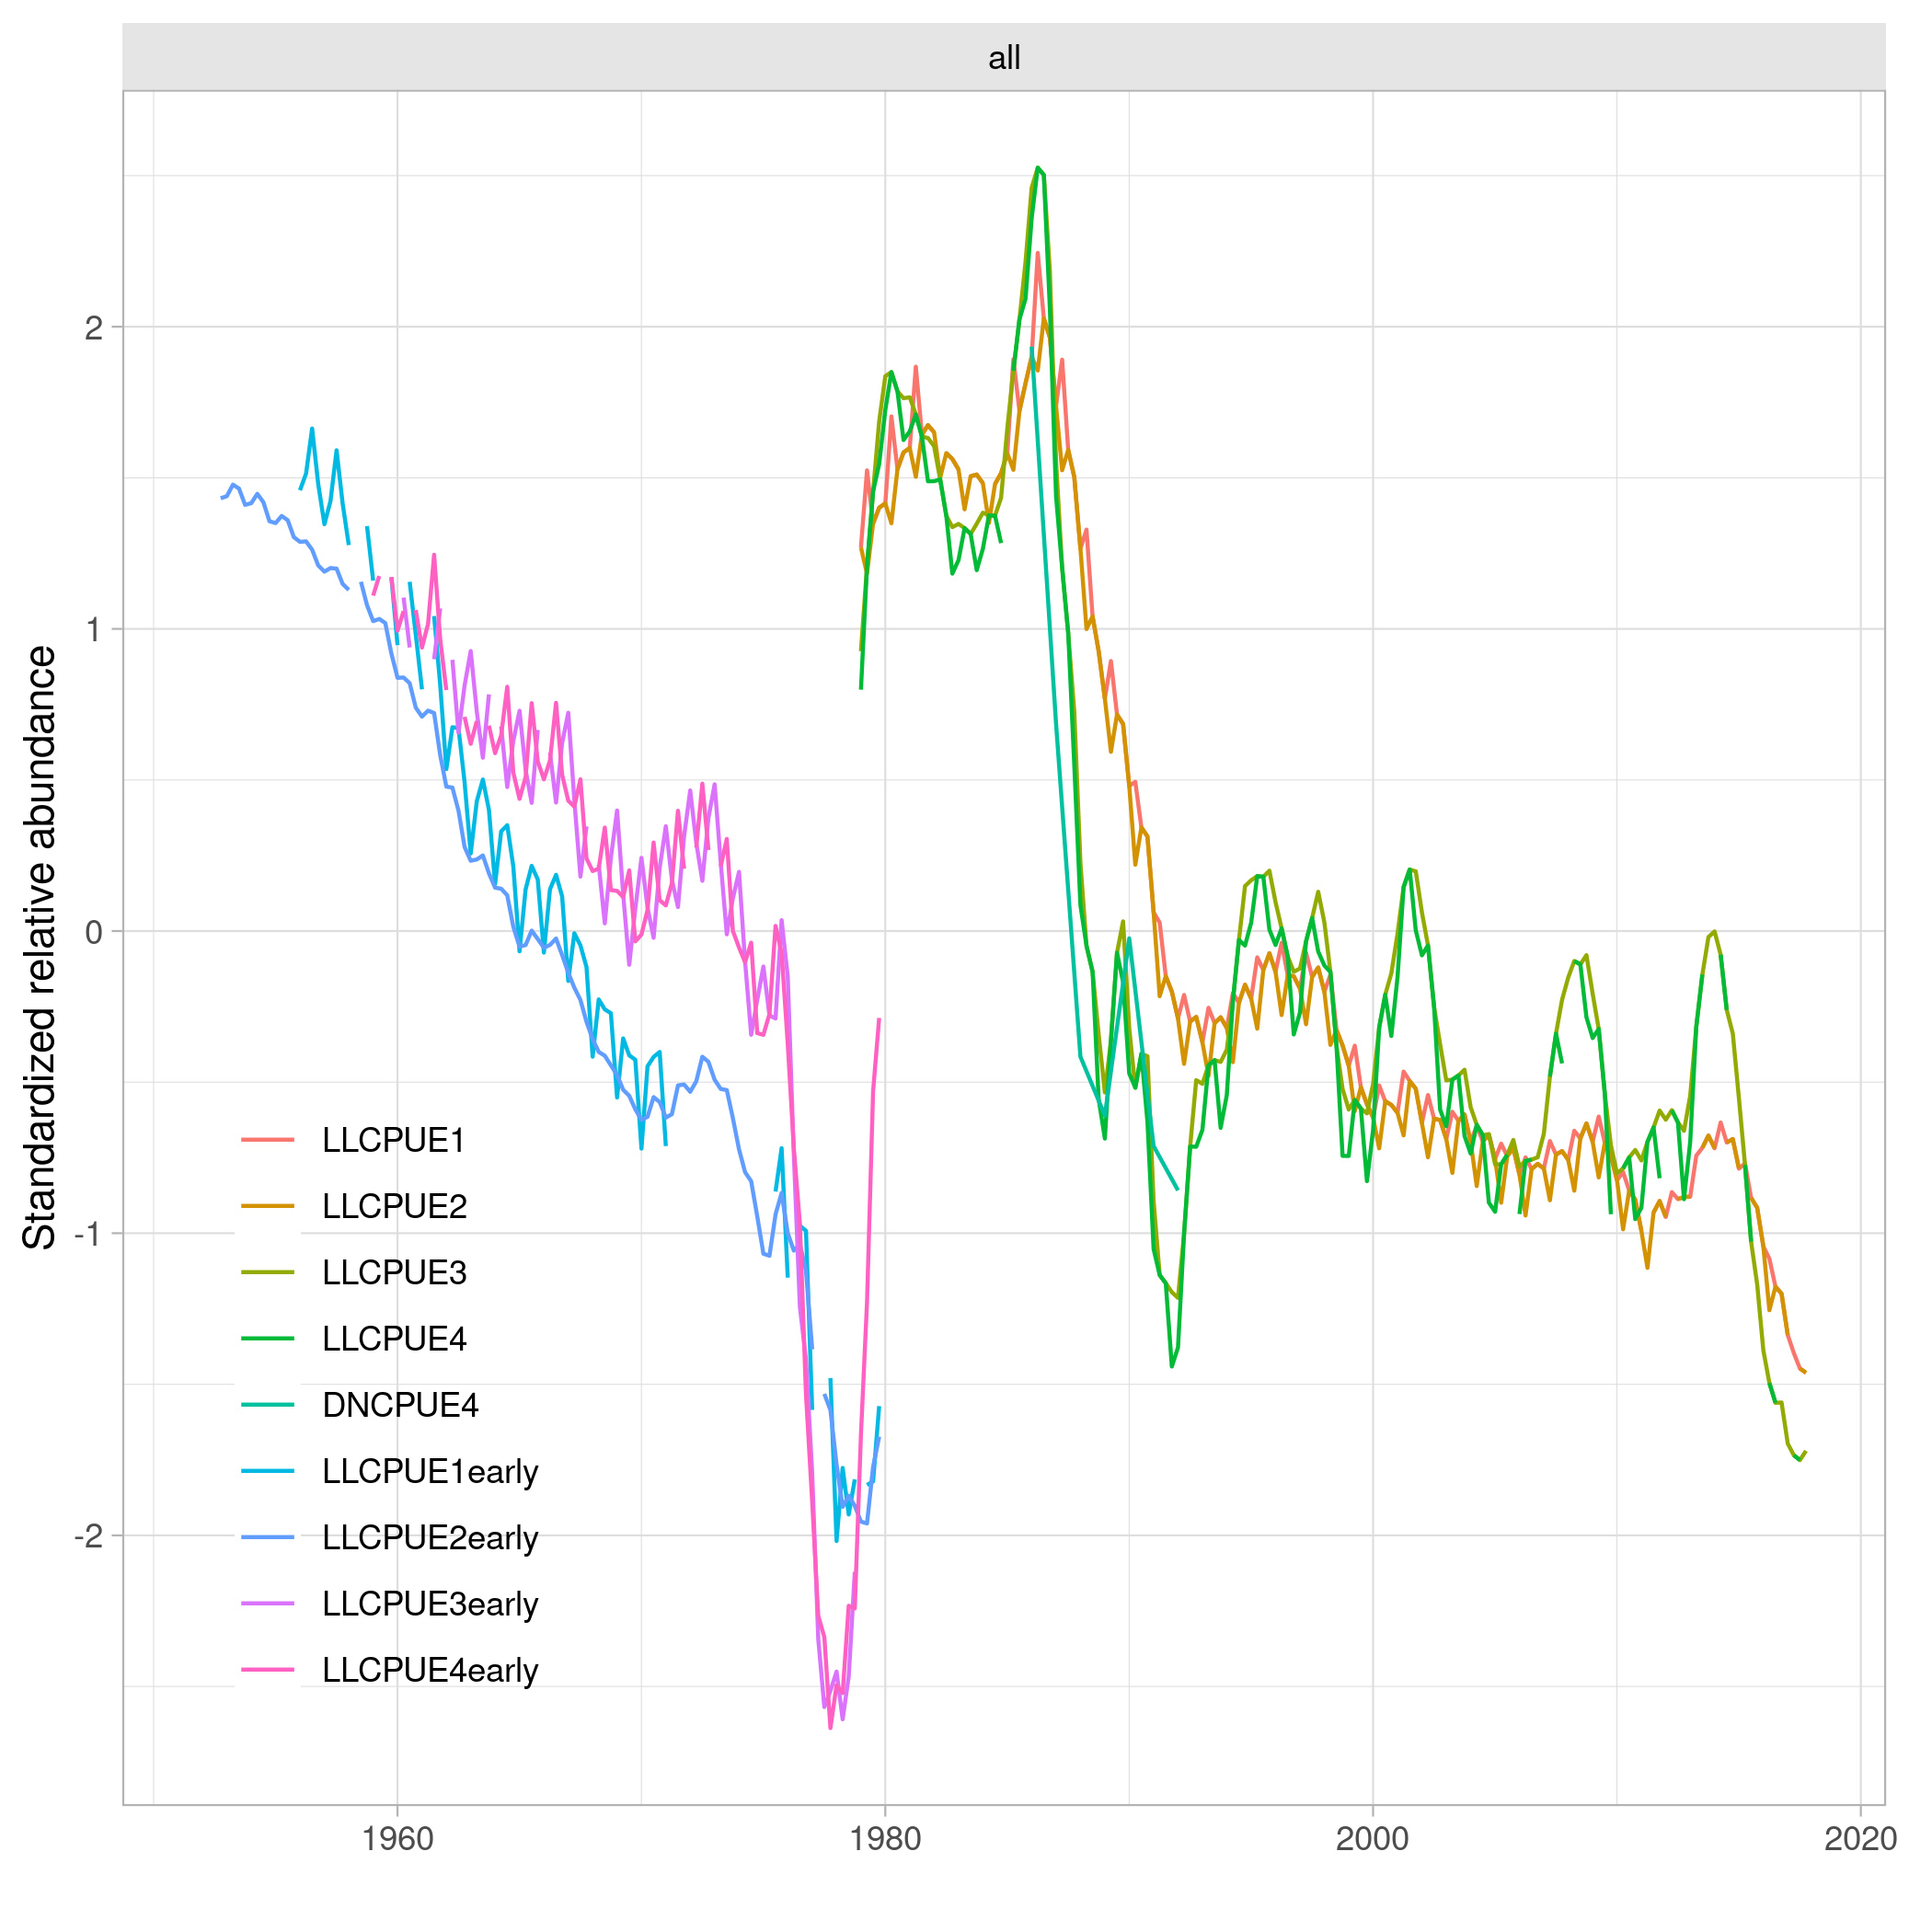 all
Standardized relative abundance
2
1
0
-1
-2
LLCPUE1
LLCPUE2
LLCPUE3
LLCPUE4
DNCPUE4
LLCPUE1early
LLCPUE2early
LLCPUE3early
LLCPUE4early
1960
1980
2000
2020